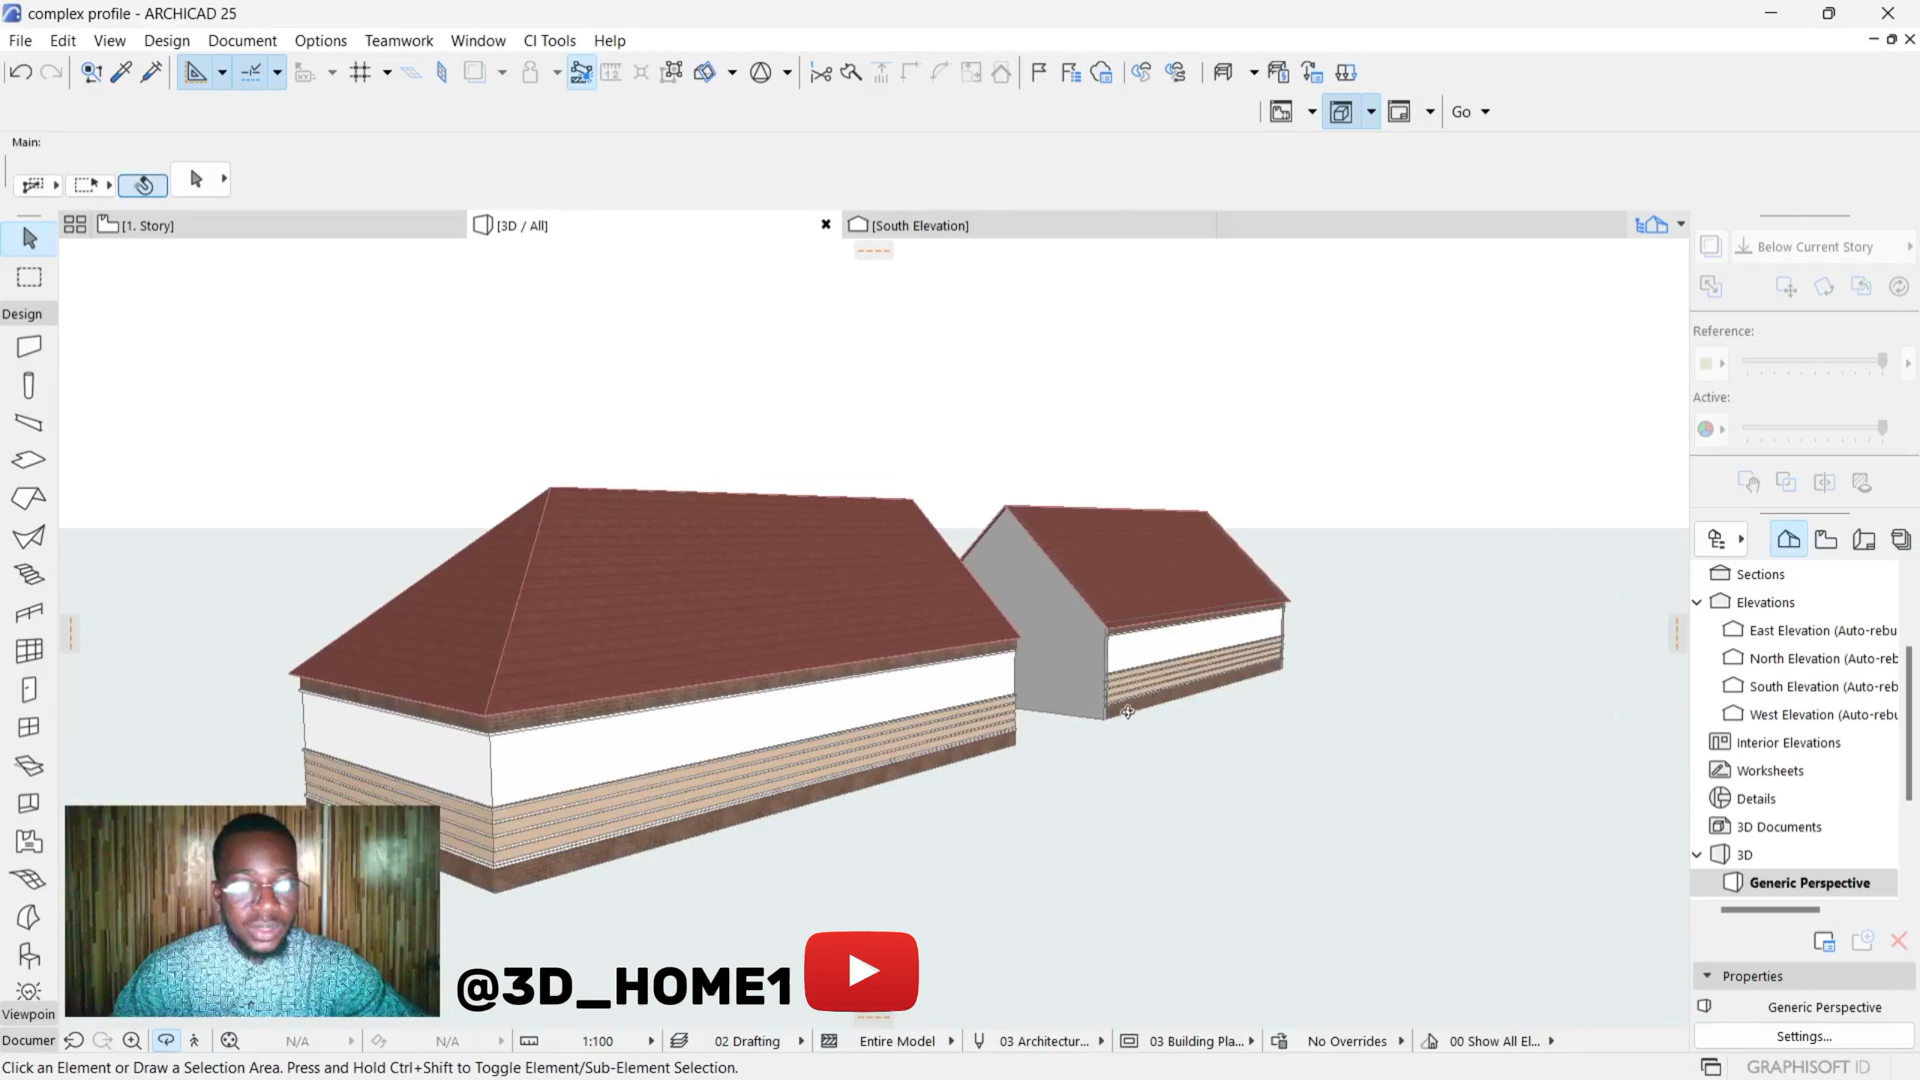 complex profile - ARCHICAD 25
File Edit View Design Document Options Teamwork Window CI Tools Help
Go
Main:
[1. Story]
[3D / All]
[South Elevation]
Below Current Story
Design
Reference:
Active:
Sections
Elevations
East Elevation (Auto-rebu
North Elevation (Auto-reb
South Elevation (Auto-reb
West Elevation (Auto-rebu
Interior Elevations
Worksheets
Details
3D Documents
3D
Generic Perspective
Properties
Generic Perspective
Settings...
@3D_HOME1
Viewpoin
Documer
N/A
N/A
1:100
02 Drafting
Entire Model
03 Architectur...
03 Building Pla...
No Overrides
00 Show All El...
Click an Element or Draw a Selection Area. Press and Hold Ctrl+Shift to Toggle Element/Sub-Element Selection.
GRAPHISOFT ID